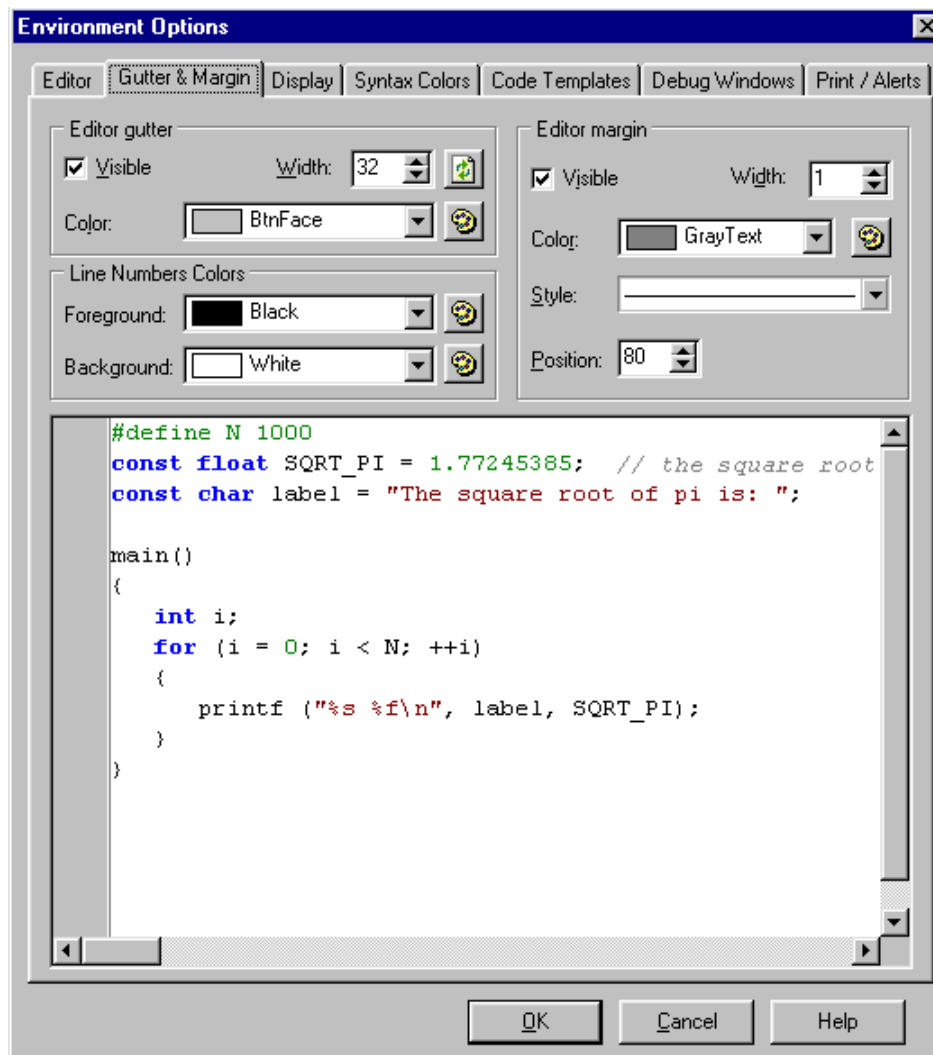 Environment Options
Editor
Gutter & Margin
Display
Syntax Colors
Code Templates
Debug Windows
Print / Alerts
Editor gutter
Visible
Width:
32
Color:
BtnFace
Line Numbers Colors
Foreground:
Black
Background:
White
Editor margin
Visible
Width:
1
Color:
GrayText
Style:
Position:
80
#define N 1000
const float SQRT_PI = 1.77245385;  // the square root
const char label = "The square root of pi is: ";
main()
{
   int i;
   for (i = 0; i < N; ++i)
   {
      printf ("%s %f\n", label, SQRT_PI);
   }
}
OK
Cancel
Help